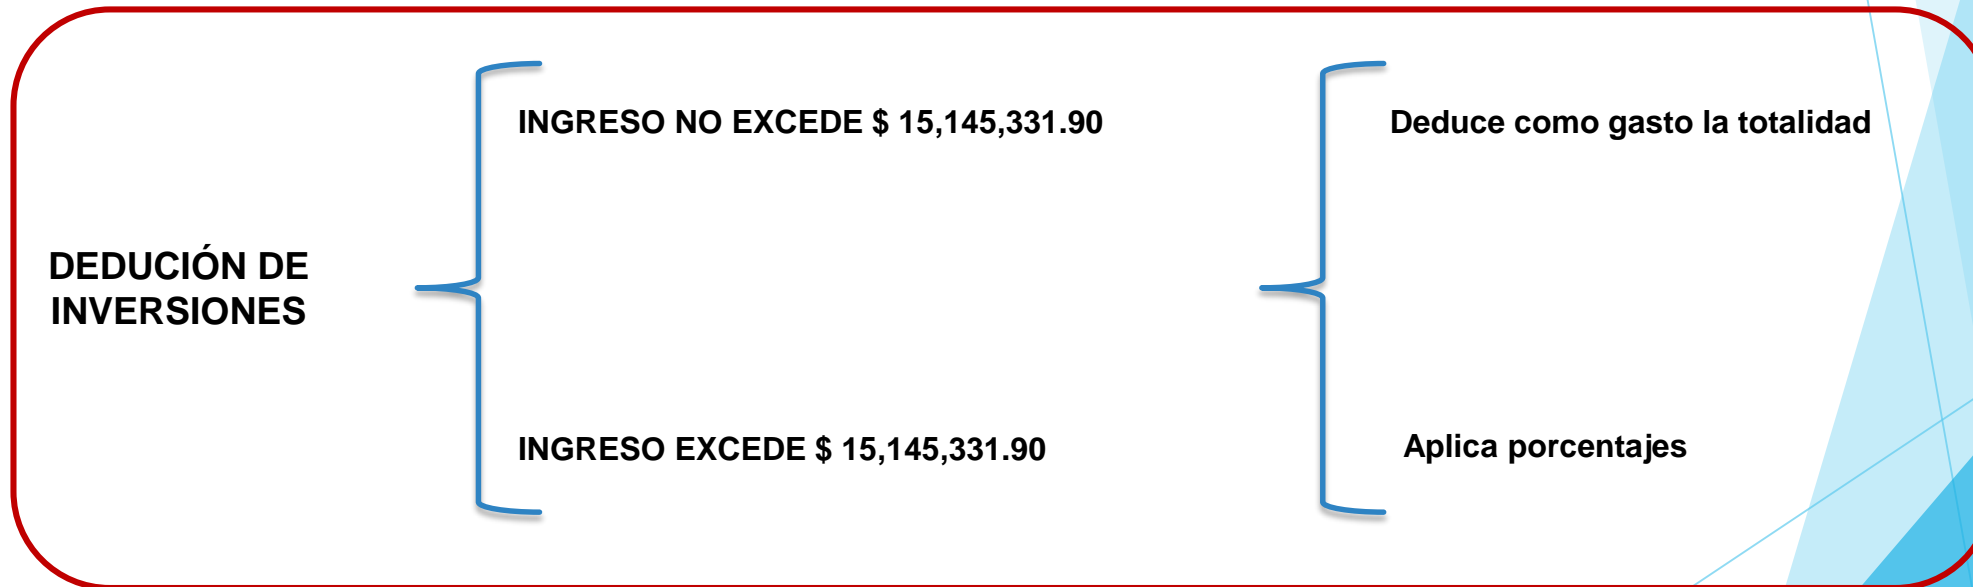 DEDUCIÓN DE
INVERSIONES
INGRESO NO EXCEDE $ 15,145,331.90
Deduce como gasto la totalidad
INGRESO EXCEDE $ 15,145,331.90
Aplica porcentajes